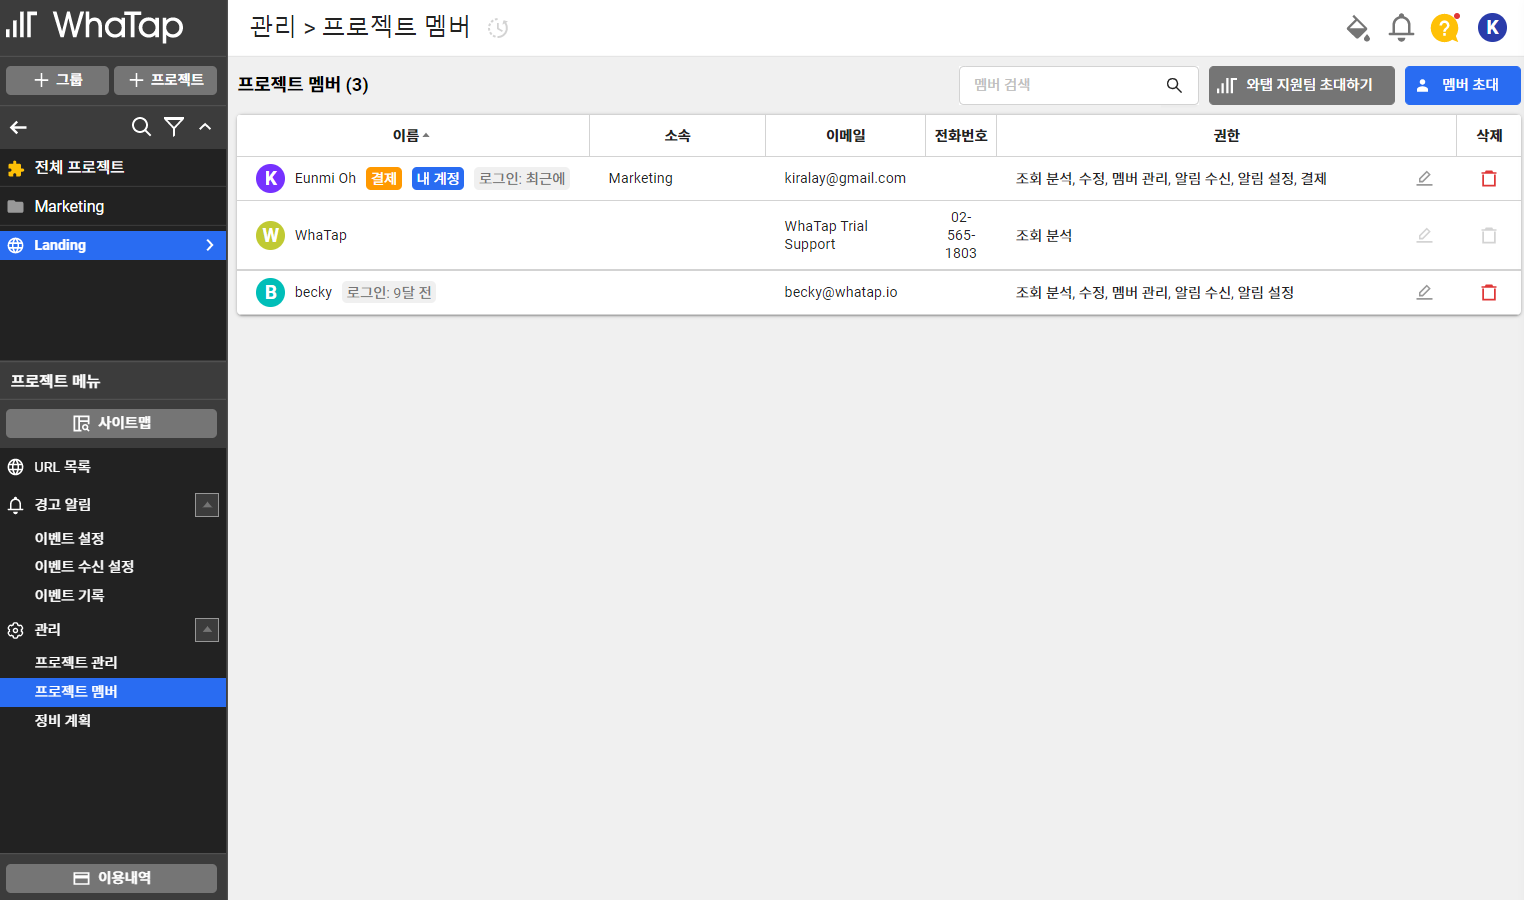 WhaTap
관리 > 프로젝트 멤버
?
K
그룹
프로젝트
전체 프로젝트
Marketing
Landing
프로젝트 메뉴
사이트맵
URL 목록
경고 알림
이벤트 설정
이벤트 수신 설정
이벤트 기록
관리
프로젝트 관리
프로젝트 멤버
정비 계획
이용내역
프로젝트 멤버 (3)
멤버 검색
와탭 지원팀 초대하기
멤버 초대
이름 소속 이메일 전화번호 권한 삭제
K Eunmi Oh 결제 내 계정 로그인: 최근에 Marketing kiralay@gmail.com 조회 분석, 수정, 멤버 관리, 알림 수신, 알림 설정, 결제
W WhaTap
WhaTap Trial
Support
02-
565-
1803
조회 분석
B becky 로그인: 9달 전 becky@whatap.io 조회 분석, 수정, 멤버 관리, 알림 수신, 알림 설정